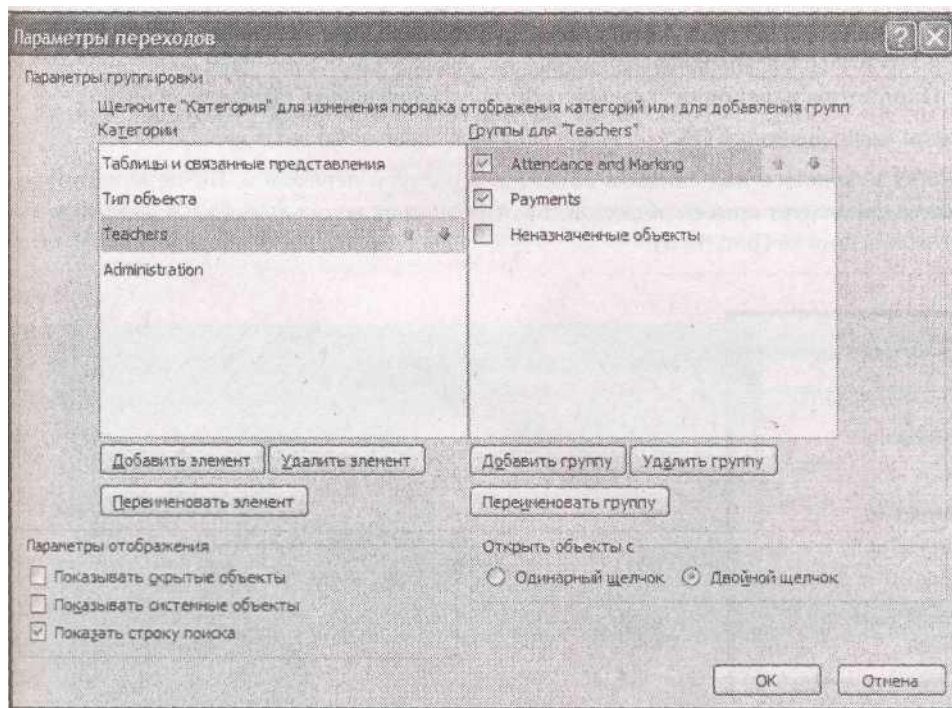 Параметры переходов
Параметры группировки
Щелкните "Категория" для изменения порядка отображения категорий или для добавления групп
Категории
Группы для "Teachers"
Таблицы и связанные представления
Тип объекта
Teachers
Administration
Attendance and Marking
Payments
Неназначенные объекты
Добавить элемент
Удалить элемент
Добавить группу
Удалить группу
Переименовать элемент
Переименовать группу
Параметры отображения
Показывать скрытые объекты
Показывать системные объекты
Показать строку поиска
Открыть объекты с
Одинарный щелчок
Двойной щелчок
ОК
Отмена